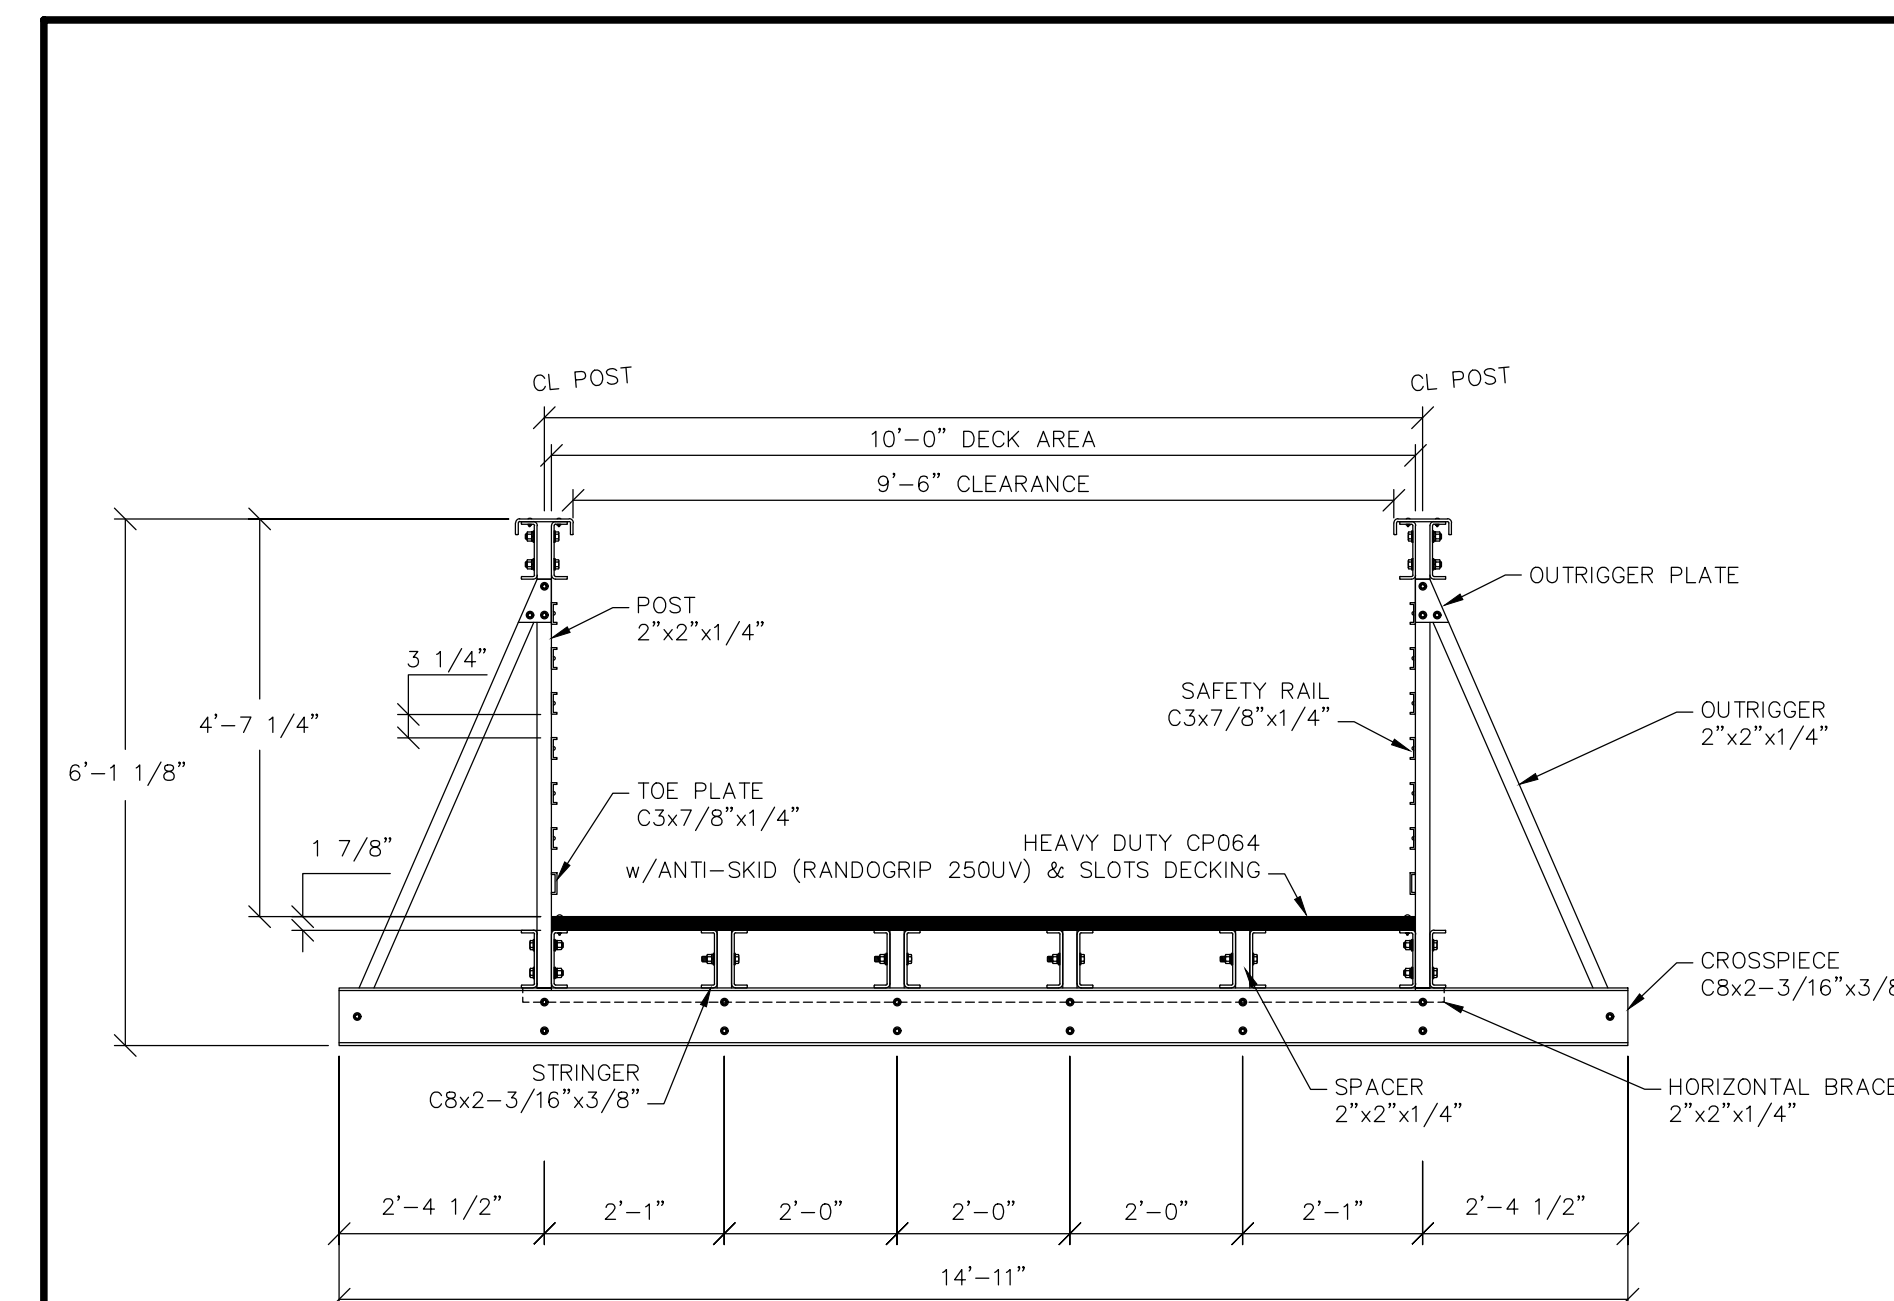 CL POST
CL POST
10'-0" DECK AREA
9'-6" CLEARANCE
OUTRIGGER PLATE
POST
2"x2"x1/4"
3 1/4"
SAFETY RAIL
C3x7/8"x1/4"
OUTRIGGER
2"x2"x1/4"
4'-7 1/4"
6'-1 1/8"
TOE PLATE
C3x7/8"x1/4"
1 7/8"
HEAVY DUTY CP064
w/ANTI-SKID (RANDOGRIP 250UV) & SLOTS DECKING
CROSSPIECE
C8x2-3/16"x3/8
STRINGER
C8x2-3/16"x3/8"
SPACER
2"x2"x1/4"
HORIZONTAL BRACE
2"x2"x1/4"
2'-4 1/2"
2'-1"
2'-0"
2'-0"
2'-0"
2'-1"
2'-4 1/2"
14'-11"